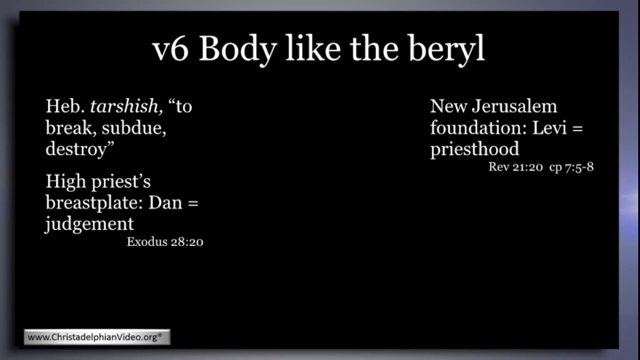 v6 Body like the beryl
Heb. tarshish, “to
break, subdue,
destroy”
High priest’s
breastplate: Dan =
judgement
Exodus 28:20
New Jerusalem
foundation: Levi =
priesthood
Rev 21:20 cp 7:5-8
www.ChristadelphianVideo.org®